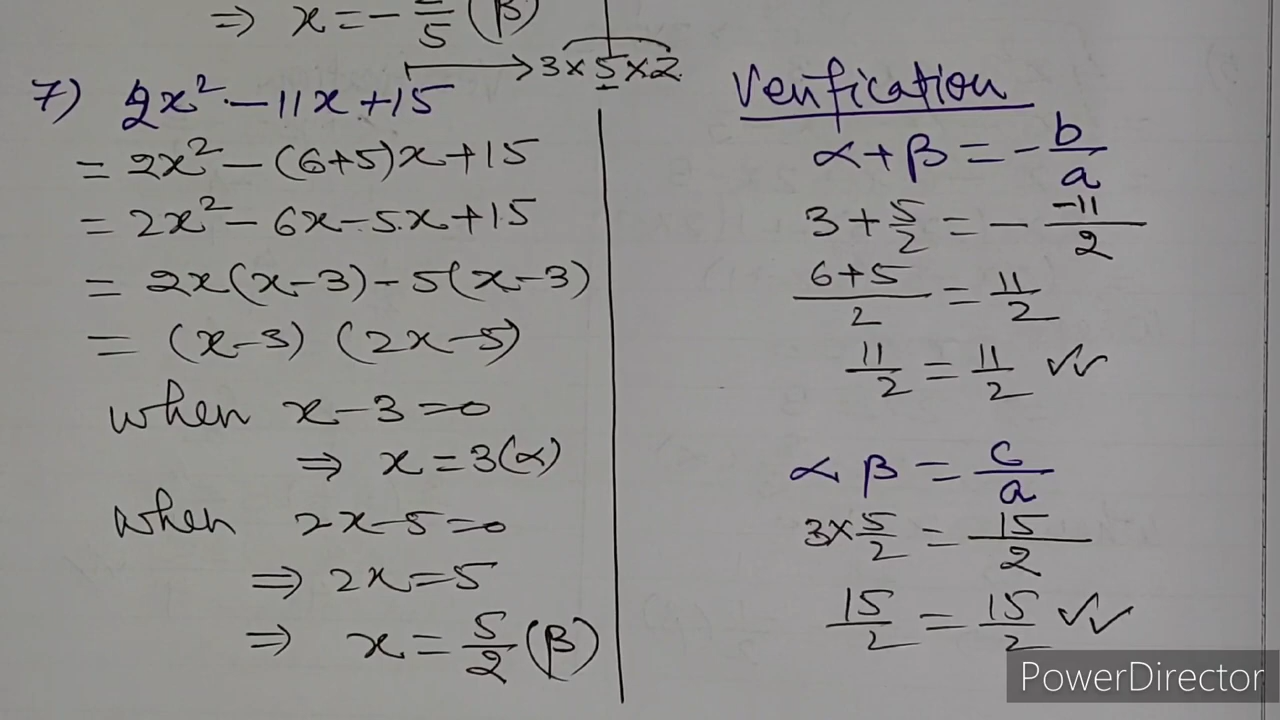 ⇒ x = - /5 (β)
→ 3×5×2
7) 2x² - 11x + 15
= 2x² - (6+5)x + 15
= 2x² - 6x - 5x + 15
= 2x(x-3) - 5(x-3)
= (x-3) (2x-5)
when x-3=0
⇒ x = 3(α)
when 2x-5=0
⇒ 2x=5
⇒ x = 5/2 (β)
Verification
α + β = - b/a
3 + 5/2 = - -11/2
6+5/2 = 11/2
11/2 = 11/2 ✓✓
α β = c/a
3×5/2 = 15/2
15/2 = 15/2 ✓✓
PowerDirector